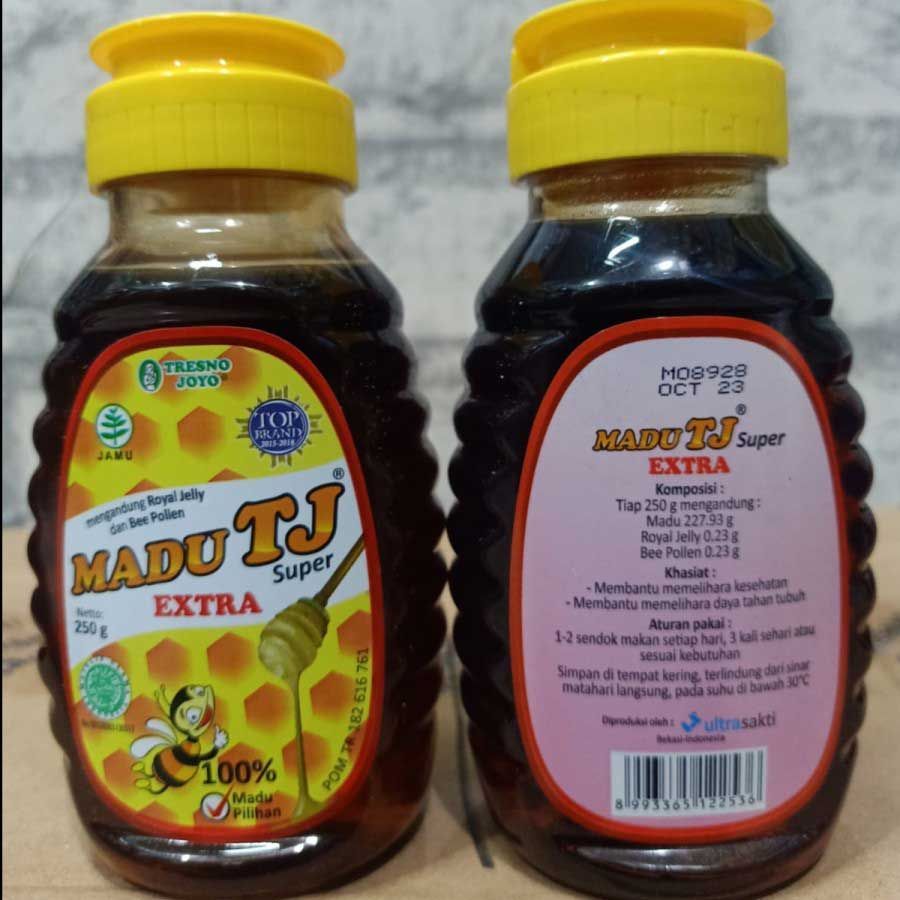 TRESNO
JOYO®
JAMU
TOP
BRAND
2015-2016
mengandung Royal Jelly
dan Bee Pollen
MADU TJ®
Super
EXTRA
Netto:
250 g
100%
Madu
Pilihan
POM TR 182 616 761
M08928
OCT 23
MADU TJ® Super
EXTRA
Komposisi :
Tiap 250 g mengandung :
Madu 227.93 g
Royal Jelly 0.23 g
Bee Pollen 0.23 g
Khasiat :
- Membantu memelihara kesehatan
- Membantu memelihara daya tahan tubuh
Aturan pakai :
1-2 sendok makan setiap hari, 3 kali sehari atau
sesuai kebutuhan
Simpan di tempat kering, terlindung dari sinar
matahari langsung, pada suhu di bawah 30°C
Diproduksi oleh : ultrasakti
Bekasi-Indonesia
8 993365 122536